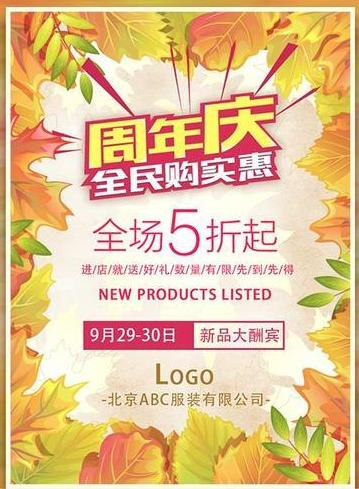 周年庆
全民购实惠
全场5折起
进/店/就/送/好/礼/数/量/有/限/先/到/先/得
NEW PRODUCTS LISTED
9月29-30日 新品大酬宾
LOGO
-北京ABC服装有限公司-